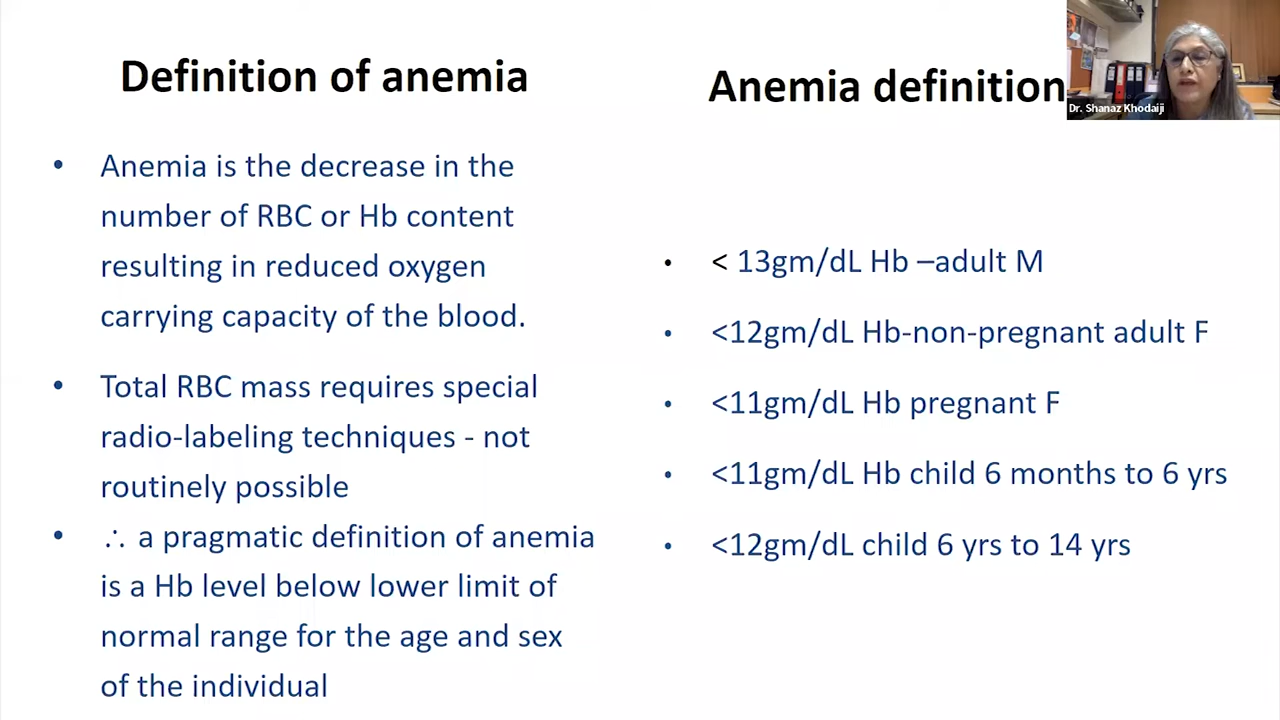 Definition of anemia
• Anemia is the decrease in the
number of RBC or Hb content
resulting in reduced oxygen
carrying capacity of the blood.
• Total RBC mass requires special
radio-labeling techniques - not
routinely possible
• ∴ a pragmatic definition of anemia
is a Hb level below lower limit of
normal range for the age and sex
of the individual
Anemia definition
• < 13gm/dL Hb –adult M
• <12gm/dL Hb-non-pregnant adult F
• <11gm/dL Hb pregnant F
• <11gm/dL Hb child 6 months to 6 yrs
• <12gm/dL child 6 yrs to 14 yrs
Dr. Shanaz Khodaiji